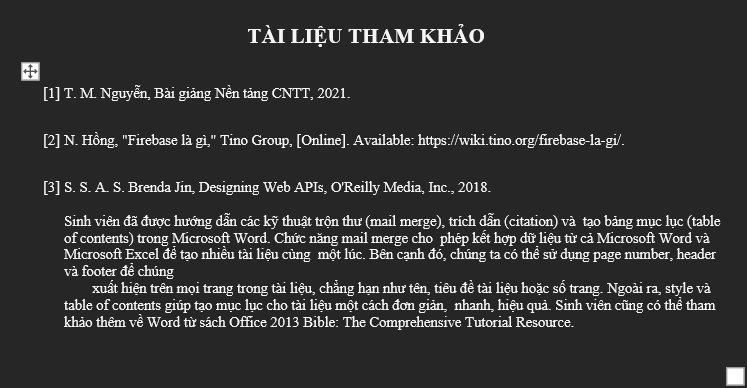 TÀI LIỆU THAM KHẢO
[1] T. M. Nguyễn, Bài giảng Nền tảng CNTT, 2021.
[2] N. Hồng, "Firebase là gì," Tino Group, [Online]. Available: https://wiki.tino.org/firebase-la-gi/.
[3] S. S. A. S. Brenda Jin, Designing Web APIs, O'Reilly Media, Inc., 2018.
Sinh viên đã được hướng dẫn các kỹ thuật trộn thư (mail merge), trích dẫn (citation) và  tạo bảng mục lục (table
of contents) trong Microsoft Word. Chức năng mail merge cho  phép kết hợp dữ liệu từ cả Microsoft Word và
Microsoft Excel để tạo nhiều tài liệu cùng  một lúc. Bên cạnh đó, chúng ta có thể sử dụng page number, header
và footer để chúng
xuất hiện trên mọi trang trong tài liệu, chẳng hạn như tên, tiêu đề tài liệu hoặc số trang. Ngoài ra, style và
table of contents giúp tạo mục lục cho tài liệu một cách đơn giản,  nhanh, hiệu quả. Sinh viên cũng có thể tham
khảo thêm về Word từ sách Office 2013 Bible: The Comprehensive Tutorial Resource.